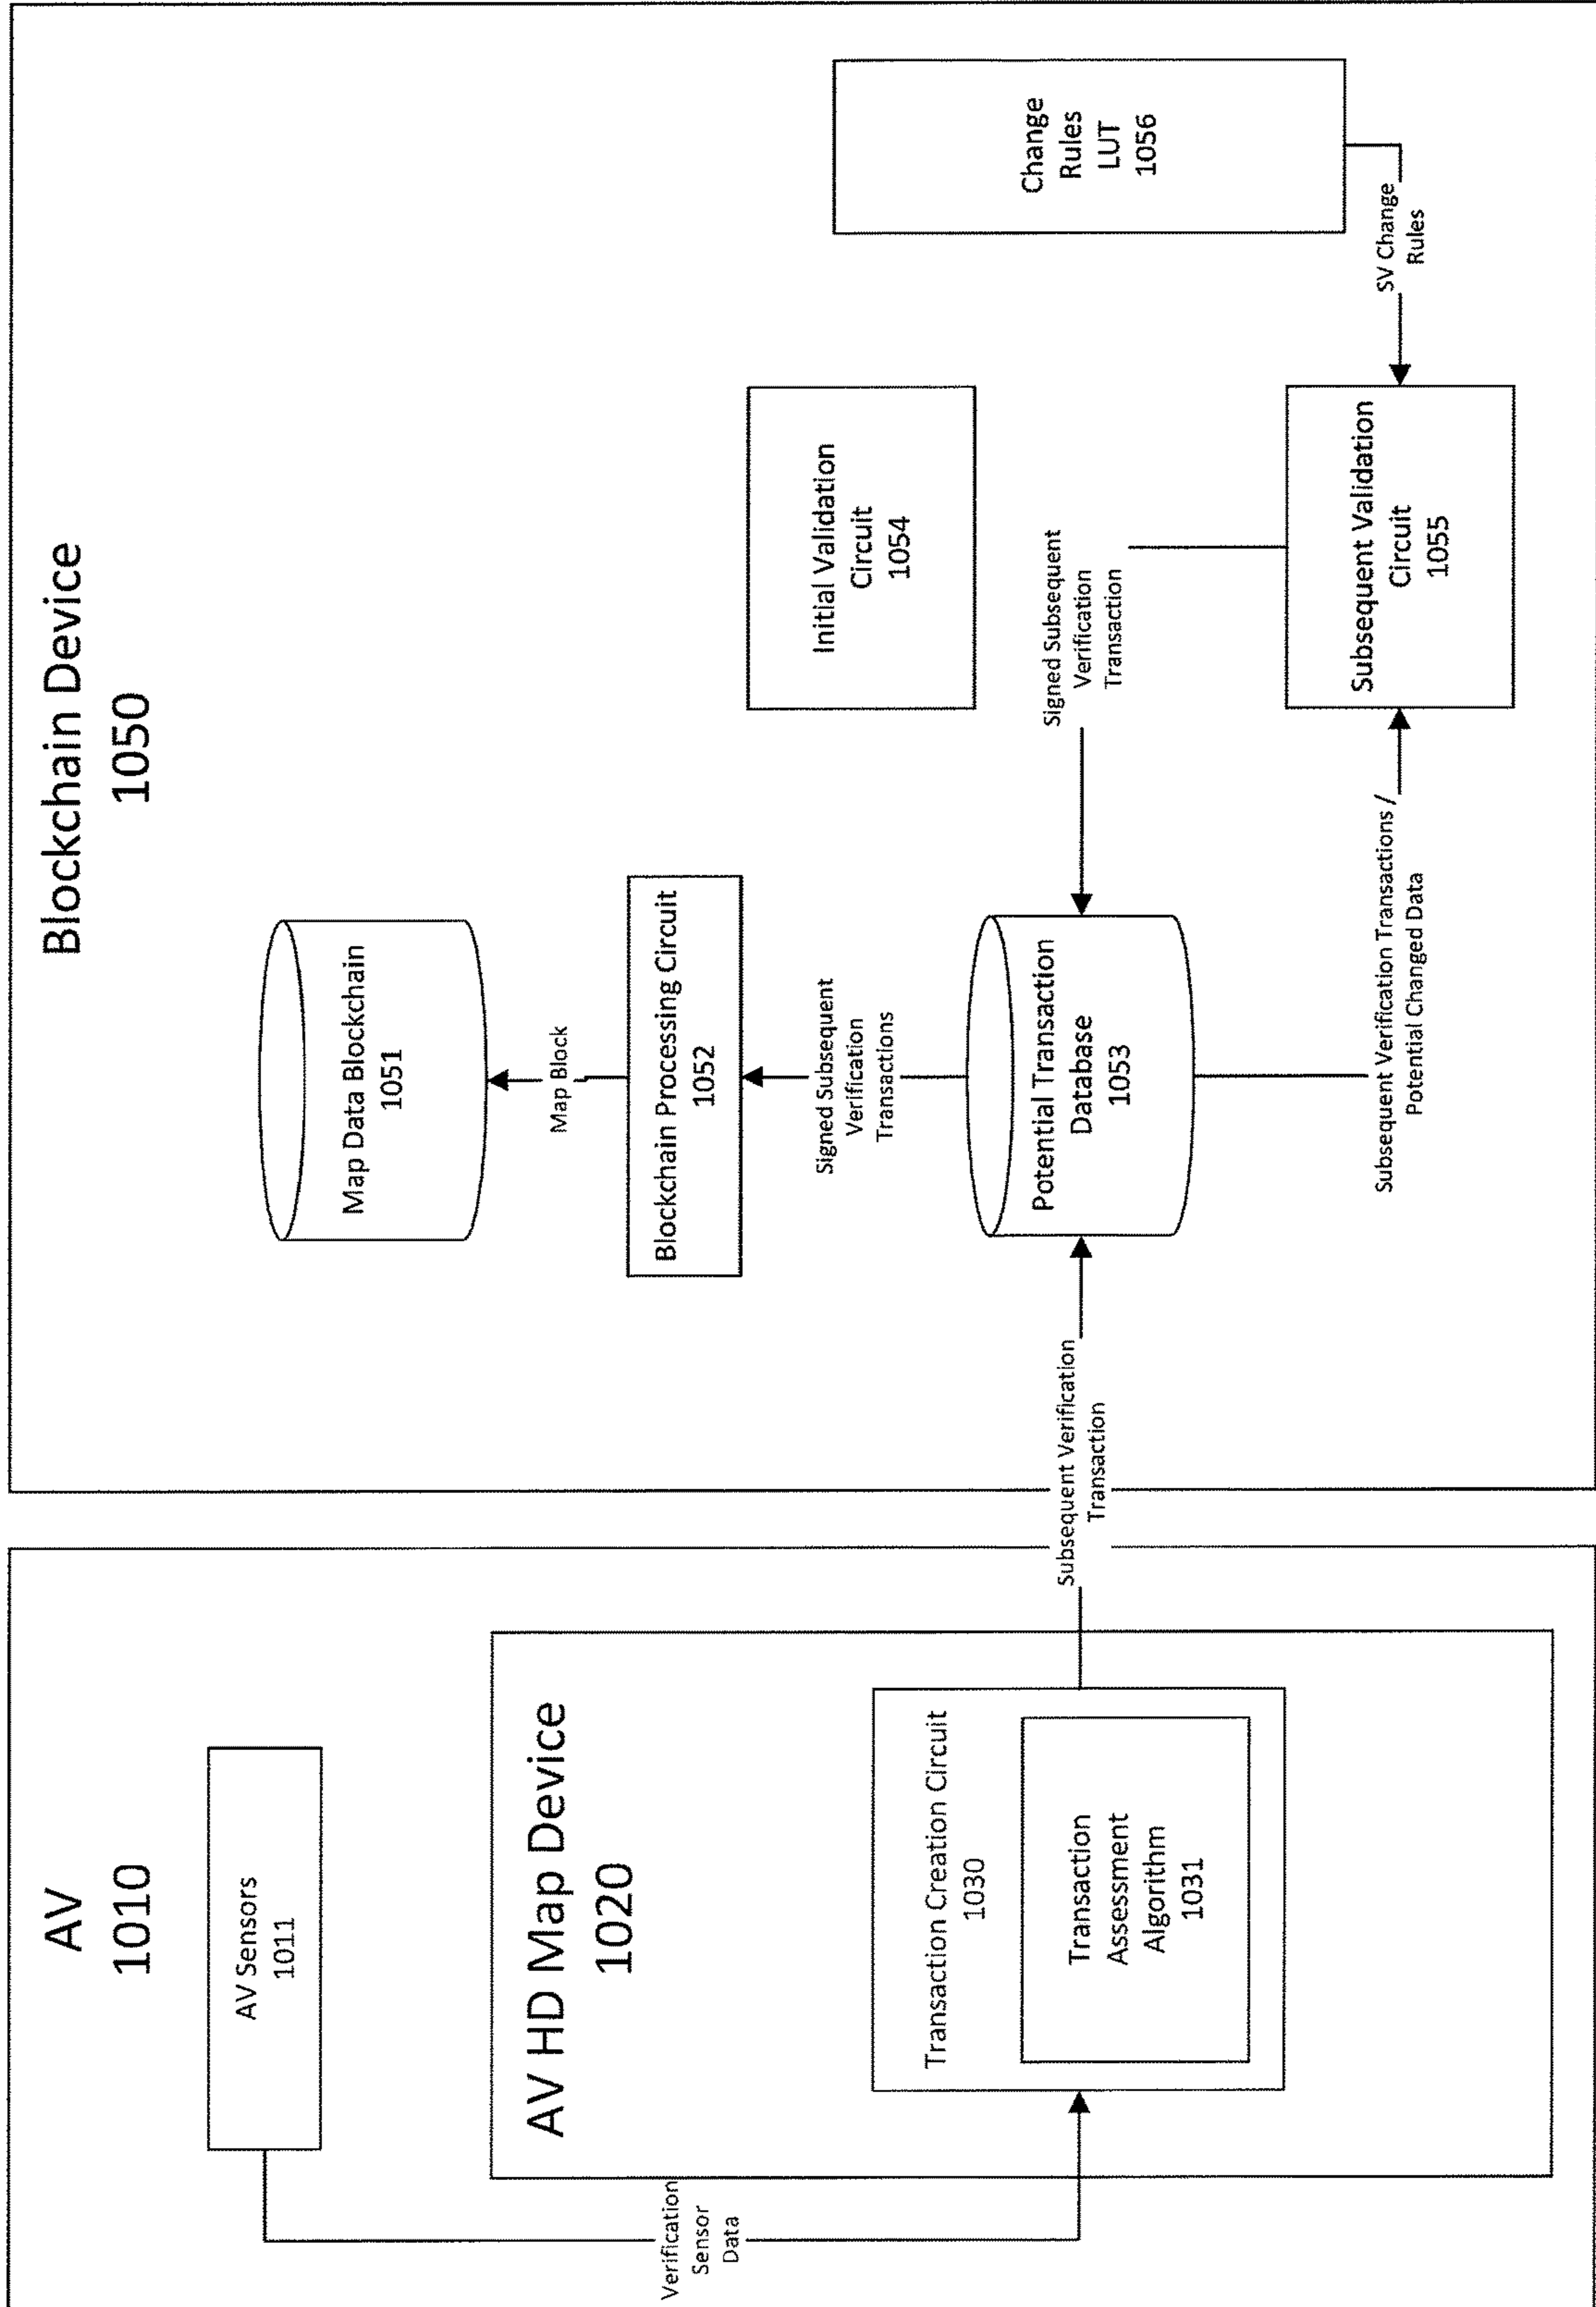 AV
1010
AV Sensors
1011
Verification
Sensor
Data
AV HD Map Device
1020
Transaction Creation Circuit
1030
Transaction
Assessment
Algorithm
1031
Subsequent Verification
Transaction
Blockchain Device
1050
Map Data Blockchain
1051
Map Block
Blockchain Processing Circuit
1052
Signed Subsequent
Verification
Transactions
Potential Transaction
Database
1053
Signed Subsequent
Verification
Transaction
Initial Validation
Circuit
1054
Subsequent Verification Transactions /
Potential Changed Data
Subsequent Validation
Circuit
1055
SV Change
Rules
Change
Rules
LUT
1056